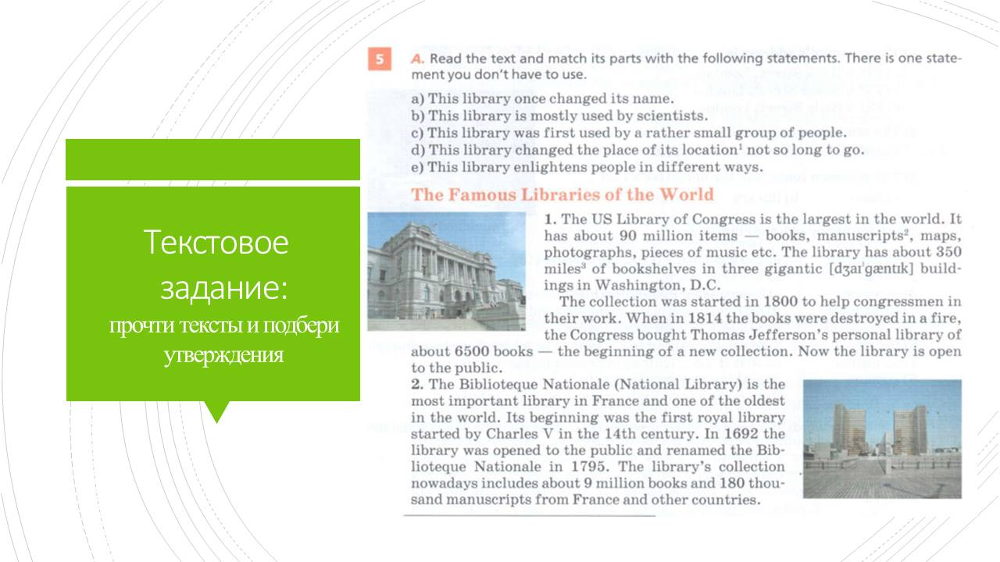 Текстовое
задание:
прочти тексты и подбери
утверждения
5
A. Read the text and match its parts with the following statements. There is one state-
ment you don't have to use.
a) This library once changed its name.
b) This library is mostly used by scientists.
c) This library was first used by a rather small group of people.
d) This library changed the place of its location¹ not so long to go.
e) This library enlightens people in different ways.
The Famous Libraries of the World
1. The US Library of Congress is the largest in the world. It
has about 90 million items — books, manuscripts², maps,
photographs, pieces of music etc. The library has about 350
miles³ of bookshelves in three gigantic [dʒaɪˈgæntɪk] build-
ings in Washington, D.C.
The collection was started in 1800 to help congressmen in
their work. When in 1814 the books were destroyed in a fire,
the Congress bought Thomas Jefferson's personal library of
about 6500 books — the beginning of a new collection. Now the library is open
to the public.
2. The Biblioteque Nationale (National Library) is the
most important library in France and one of the oldest
in the world. Its beginning was the first royal library
started by Charles V in the 14th century. In 1692 the
library was opened to the public and renamed the Bib-
lioteque Nationale in 1795. The library's collection
nowadays includes about 9 million books and 180 thou-
sand manuscripts from France and other countries.